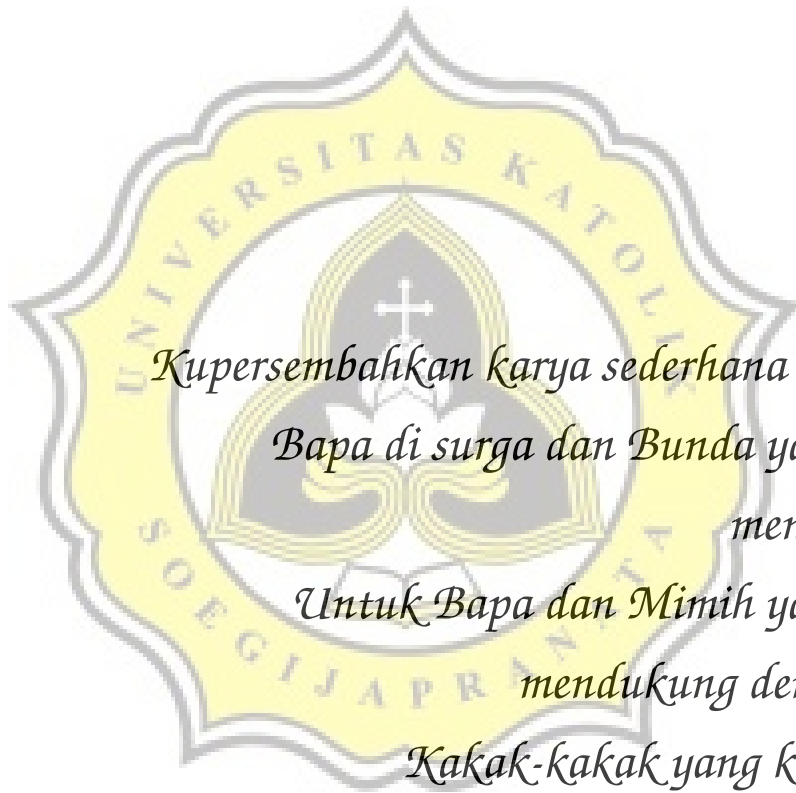 UNIVERSITAS KATOLIK
Kupersembahkan karya sederhana
Bapa di surga dan Bunda
Untuk Bapa dan Mimih
mendukung
Kakak-kakak yang
SOEGIJAPRANATA